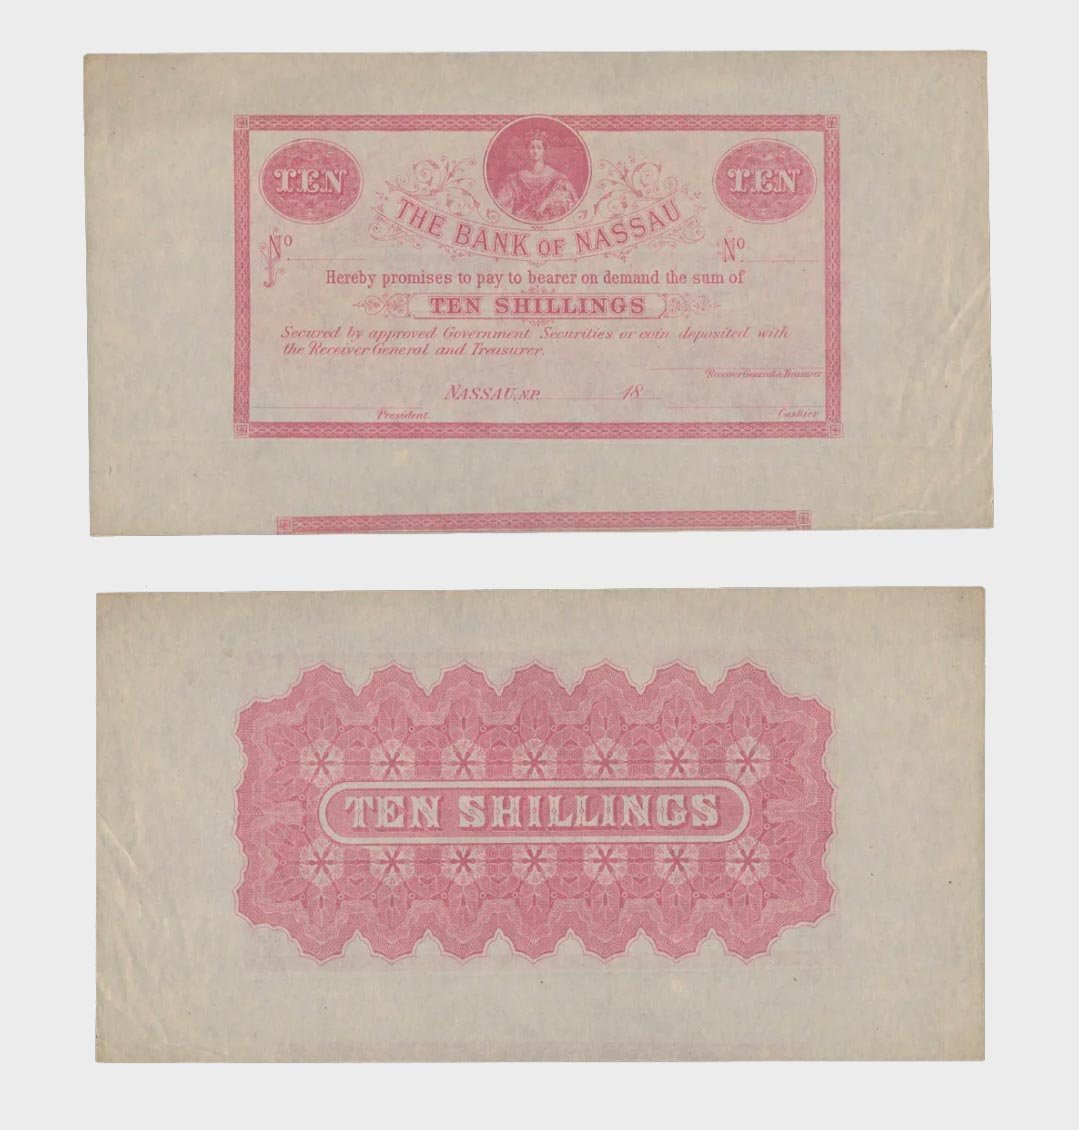 TEN
TEN
THE BANK OF NASSAU
No
No
Hereby promises to pay to bearer on demand the sum of
TEN SHILLINGS
Secured by approved Government Securities or coin deposited with
the Receiver General and Treasurer.
Receiver General & Treasurer
NASSAU, N.P. 18
President.
Cashier
TEN SHILLINGS